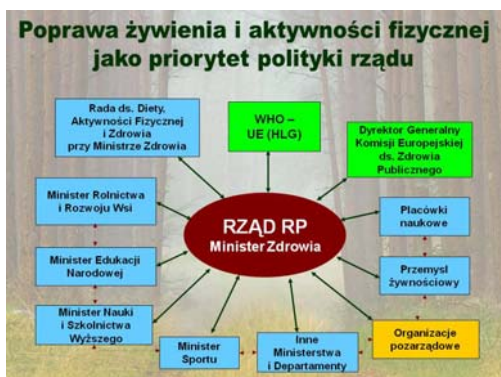 Poprawa żywienia i aktywności fizycznej
jako priorytet polityki rządu
Rada ds. Diety,
Aktywności Fizycznej
i Zdrowia
przy Ministrze Zdrowia
WHO –
UE (HLG)
Dyrektor Generalny
Komisji Europejskiej
ds. Zdrowia
Publicznego
Minister Rolnictwa
i Rozwoju Wsi
RZĄD RP
Minister Zdrowia
Placówki
naukowe
Minister Edukacji
Narodowej
Przemysł
żywnościowy
Minister Nauki
i Szkolnictwa
Wyższego
Minister
Sportu
Inne
Ministerstwa
i Departamenty
Organizacje
pozarządowe